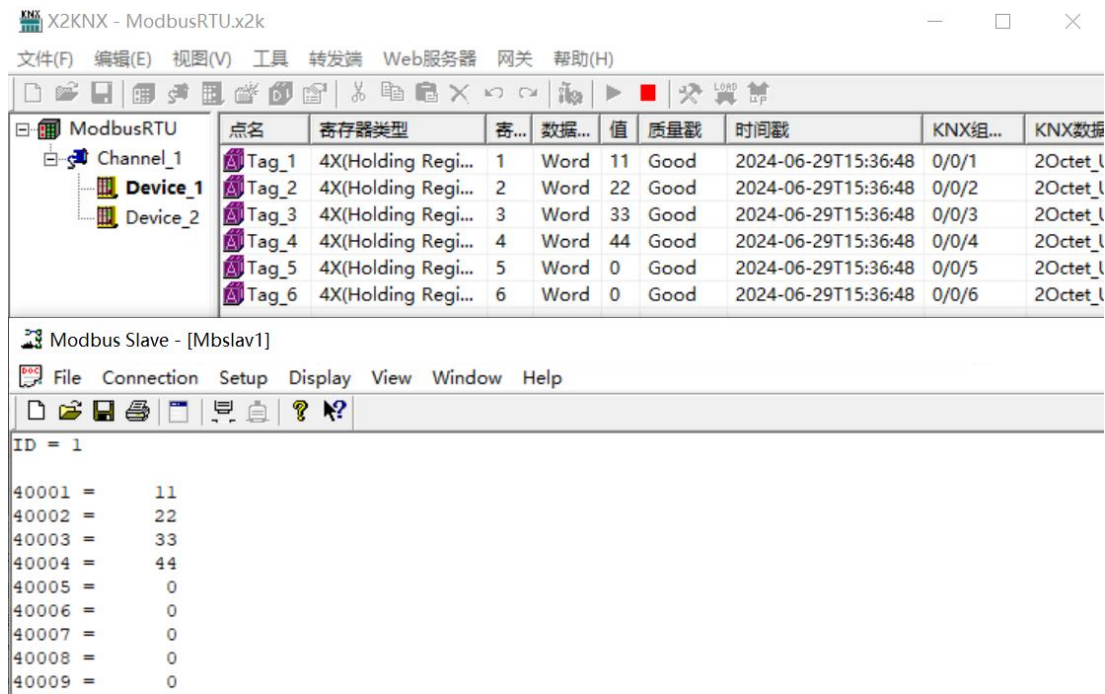 X2KNX - ModbusRTU.x2k
文件(F) 编辑(E) 视图(V) 工具 转发端 Web服务器 网关 帮助(H)
ModbusRTU
Channel_1
Device_1
Device_2
点名 寄存器类型 寄... 数据... 值 质量戳 时间戳 KNX组... KNX数据
Tag_1 4X(Holding Regi... 1 Word 11 Good 2024-06-29T15:36:48 0/0/1 2Octet_U
Tag_2 4X(Holding Regi... 2 Word 22 Good 2024-06-29T15:36:48 0/0/2 2Octet_U
Tag_3 4X(Holding Regi... 3 Word 33 Good 2024-06-29T15:36:48 0/0/3 2Octet_U
Tag_4 4X(Holding Regi... 4 Word 44 Good 2024-06-29T15:36:48 0/0/4 2Octet_U
Tag_5 4X(Holding Regi... 5 Word 0 Good 2024-06-29T15:36:48 0/0/5 2Octet_U
Tag_6 4X(Holding Regi... 6 Word 0 Good 2024-06-29T15:36:48 0/0/6 2Octet_U
Modbus Slave - [Mbslav1]
File Connection Setup Display View Window Help
ID = 1
40001 = 11
40002 = 22
40003 = 33
40004 = 44
40005 = 0
40006 = 0
40007 = 0
40008 = 0
40009 = 0